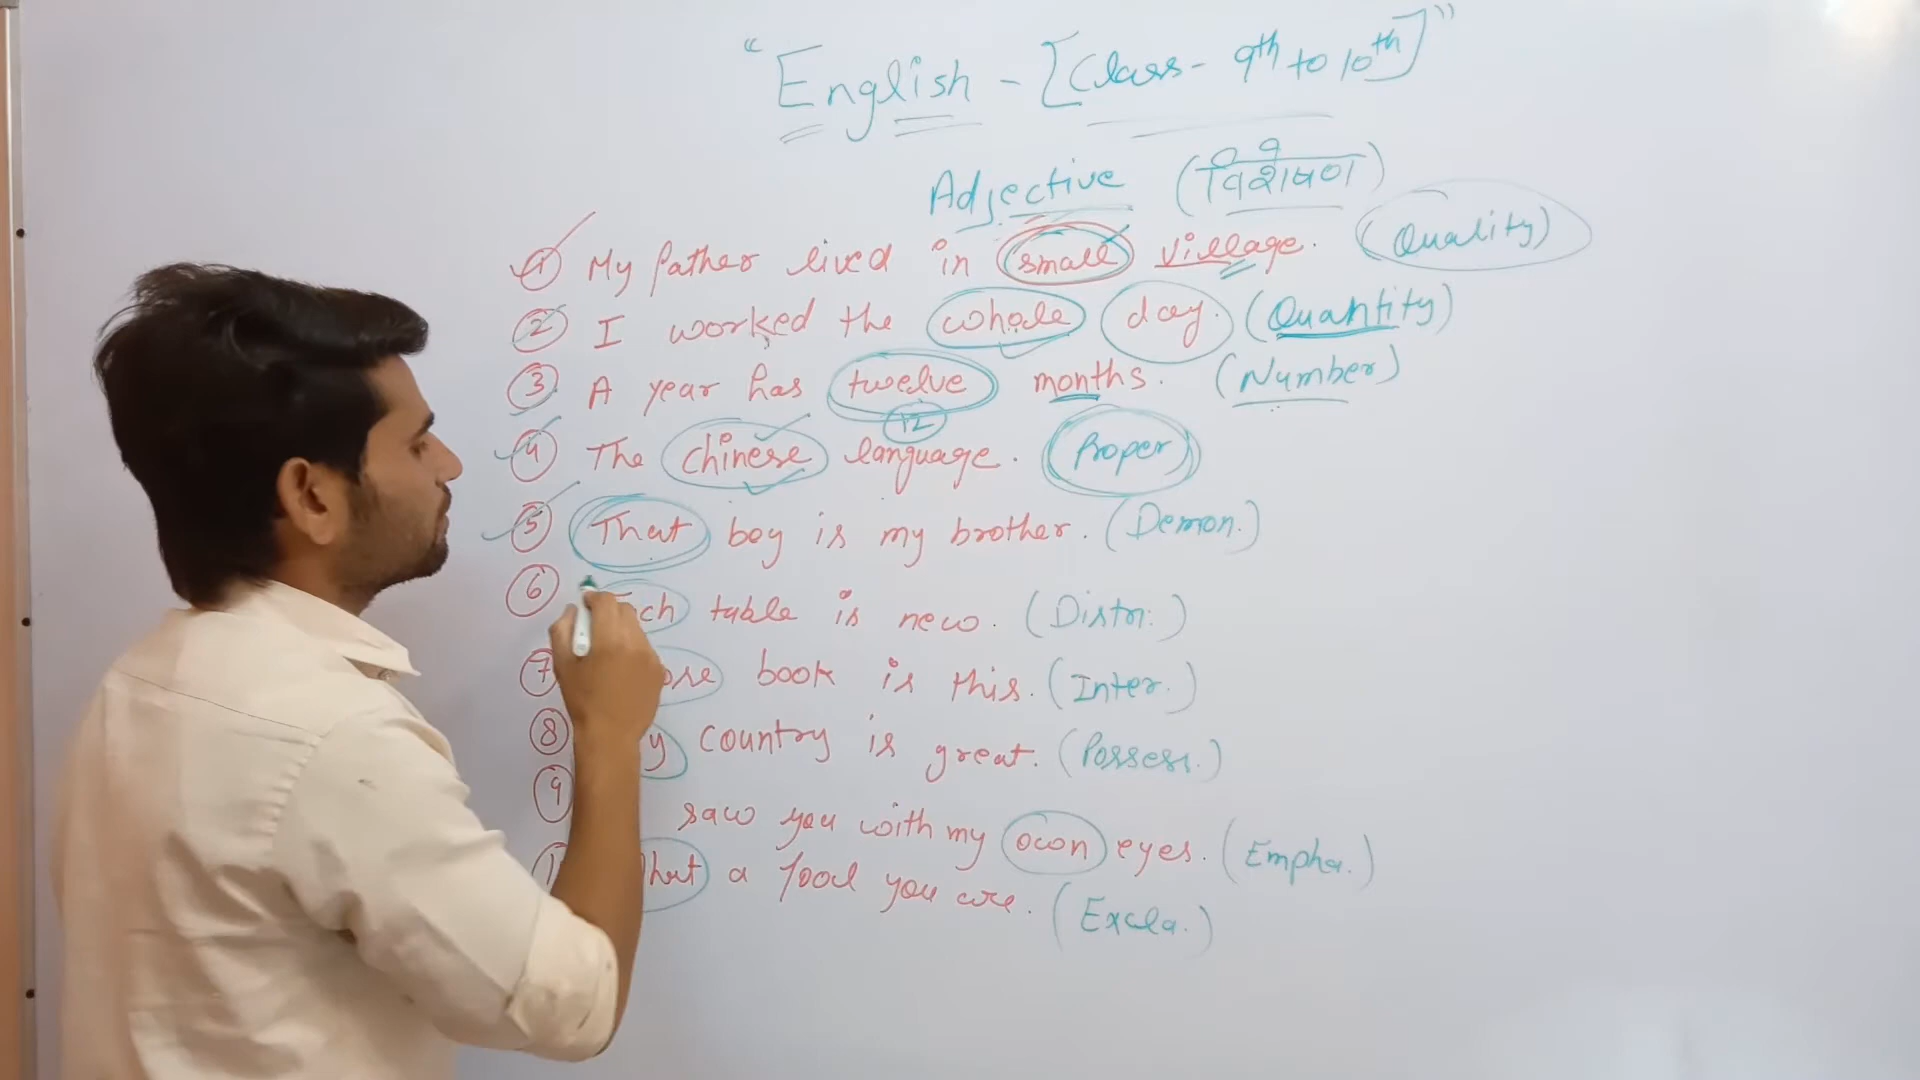 "English - [Class - 9th to 10th]"
Adjective (विशेषण)
1 My father lived in small village. (Quality)
2 I worked the whole day. (Quantity)
3 A year has twelve months. (Number)
12
4 The chinese language. (Proper)
5 That boy is my brother. (Demon.)
6 ch table is new. (Distri.)
7 ose book is this. (Inter.)
8 y country is great. (Possess.)
9 saw you with my own eyes. (Empha.)
1 hat a fool you are. (Excla.)